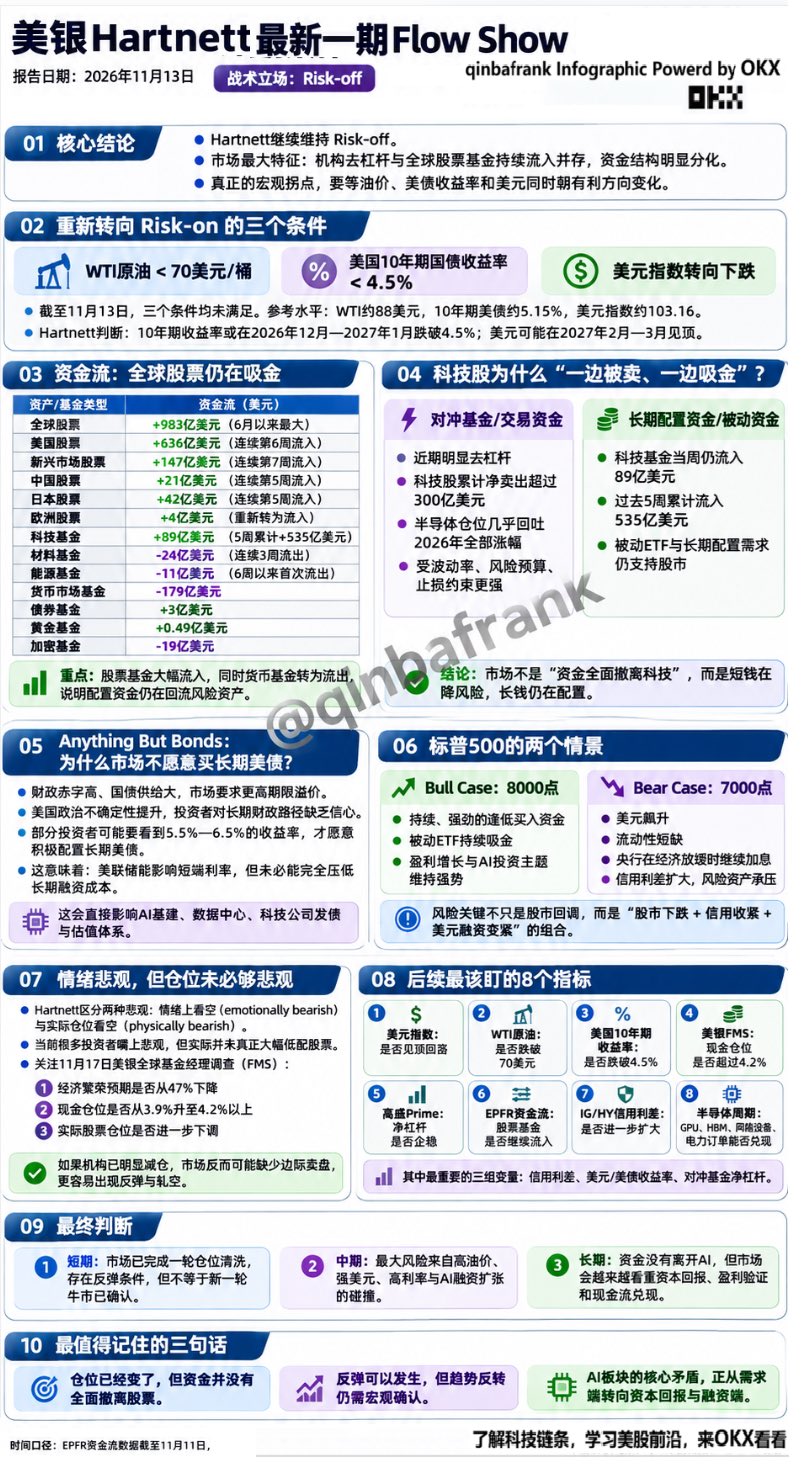 美银Hartnett最新一期Flow Show
报告日期：2026年11月13日
战术立场：Risk-off
qinbafrank Infographic Powerd by OKX
OKX
01 核心结论
Hartnett继续维持 Risk-off。
市场最大特征：机构去杠杆与全球股票基金持续流入并存，资金结构明显分化。
真正的宏观拐点，要等油价、美债收益率和美元同时朝有利方向变化。
02 重新转向 Risk-on 的三个条件
WTI原油 < 70美元/桶
美国10年期国债收益率
< 4.5%
美元指数转向下跌
截至11月13日，三个条件均未满足。参考水平：WTI约88美元，10年期美债约5.15%，美元指数约103.16。
Hartnett判断：10年期收益率或在2026年12月—2027年1月跌破4.5%；美元可能在2027年2月—3月见顶。
03 资金流：全球股票仍在吸金
资产/基金类型 资金流（美元）
全球股票 +983亿美元（6月以来最大）
美国股票 +636亿美元（连续第6周流入）
新兴市场股票 +147亿美元（连续第7周流入）
中国股票 +21亿美元（连续第5周流入）
日本股票 +42亿美元（连续第5周流入）
欧洲股票 +4亿美元（重新转为流入）
科技基金 +89亿美元（5周累计+535亿美元）
材料基金 -24亿美元（连续3周流出）
能源基金 -11亿美元（6周以来首次流出）
货币市场基金 -179亿美元
债券基金 +3亿美元
黄金基金 +0.49亿美元
加密基金 -19亿美元
重点：股票基金大幅流入，同时货币基金转为流出，
说明配置资金仍在回流风险资产。
04 科技股为什么“一边被卖、一边吸金”？
对冲基金/交易资金
近期明显去杠杆
科技股累计净卖出超过
300亿美元
半导体仓位几乎回吐
2026年全部涨幅
受波动率、风险预算、
止损约束更强
长期配置资金/被动资金
科技基金当周仍流入
89亿美元
过去5周累计流入
535亿美元
被动ETF与长期配置需求
仍支持股市
结论：市场不是“资金全面撤离科技”，而是短钱在
降风险，长钱仍在配置。
@qinbafrank
05 Anything But Bonds：
为什么市场不愿意买长期美债？
财政赤字高、国债供给大，市场要求更高期限溢价。
美国政治不确定性提升，投资者对长期财政路径缺乏信心。
部分投资者可能要看到5.5%—6.5%的收益率，才愿意
积极配置长期美债。
这意味着：美联储能影响短端利率，但未必能完全压低
长期融资成本。
这会直接影响AI基建、数据中心、科技公司发债
与估值体系。
06 标普500的两个情景
Bull Case：8000点
持续、强劲的逢低买入资金
被动ETF持续吸金
盈利增长与AI投资主题
维持强势
Bear Case：7000点
美元飙升
流动性短缺
央行在经济放缓时继续加息
信用利差扩大，风险资产承压
风险关键不只是股市回调，而是“股市下跌 + 信用收紧 +
美元融资变紧”的组合。
07 情绪悲观，但仓位未必够悲观
Hartnett区分两种悲观：情绪上看空 (emotionally bearish)
与实际仓位看空（physically bearish）。
当前很多投资者嘴上悲观，但实际并未真正大幅低配股票。
关注11月17日美银全球基金经理调查（FMS）：
1 经济繁荣预期是否从47%下降
2 现金仓位是否从3.9%升至4.2%以上
3 实际股票仓位是否进一步下调
如果机构已明显减仓，市场反而可能缺少边际卖盘，
更容易出现反弹与轧空。
08 后续最该盯的8个指标
1
美元指数：
是否见顶回落
2
WTI原油：
是否跌破
70美元
3
美国10年期
收益率：
是否跌破4.5%
4
美银FMS：
现金仓位
是否超过4.2%
5
高盛Prime：
净杠杆
是否企稳
6
EPFR资金流：
股票基金
是否继续流入
7
IG/HY信用利差：
是否进一步扩大
8
半导体周期：
GPU、HBM、网络设备、
电力订单能否兑现
其中最重要的三组变量：信用利差、美元/美债收益率、对冲基金净杠杆。
09 最终判断
1 短期：市场已完成一轮仓位清洗，
存在反弹条件，但不等于新一轮
牛市已确认。
2 中期：最大风险来自高油价、
强美元、高利率与AI融资扩张
的碰撞。
3 长期：资金没有离开AI，但市场
会越来越看重资本回报、盈利验证
和现金流兑现。
10 最值得记住的三句话
仓位已经变了，但资金并没有
全面撤离股票。
反弹可以发生，但趋势反转
仍需宏观确认。
AI板块的核心矛盾，正从需求
端转向资本回报与融资端。
时间口径：EPFR资金流数据截至11月11日，
了解科技链条，学习美股前沿，来OKX看看